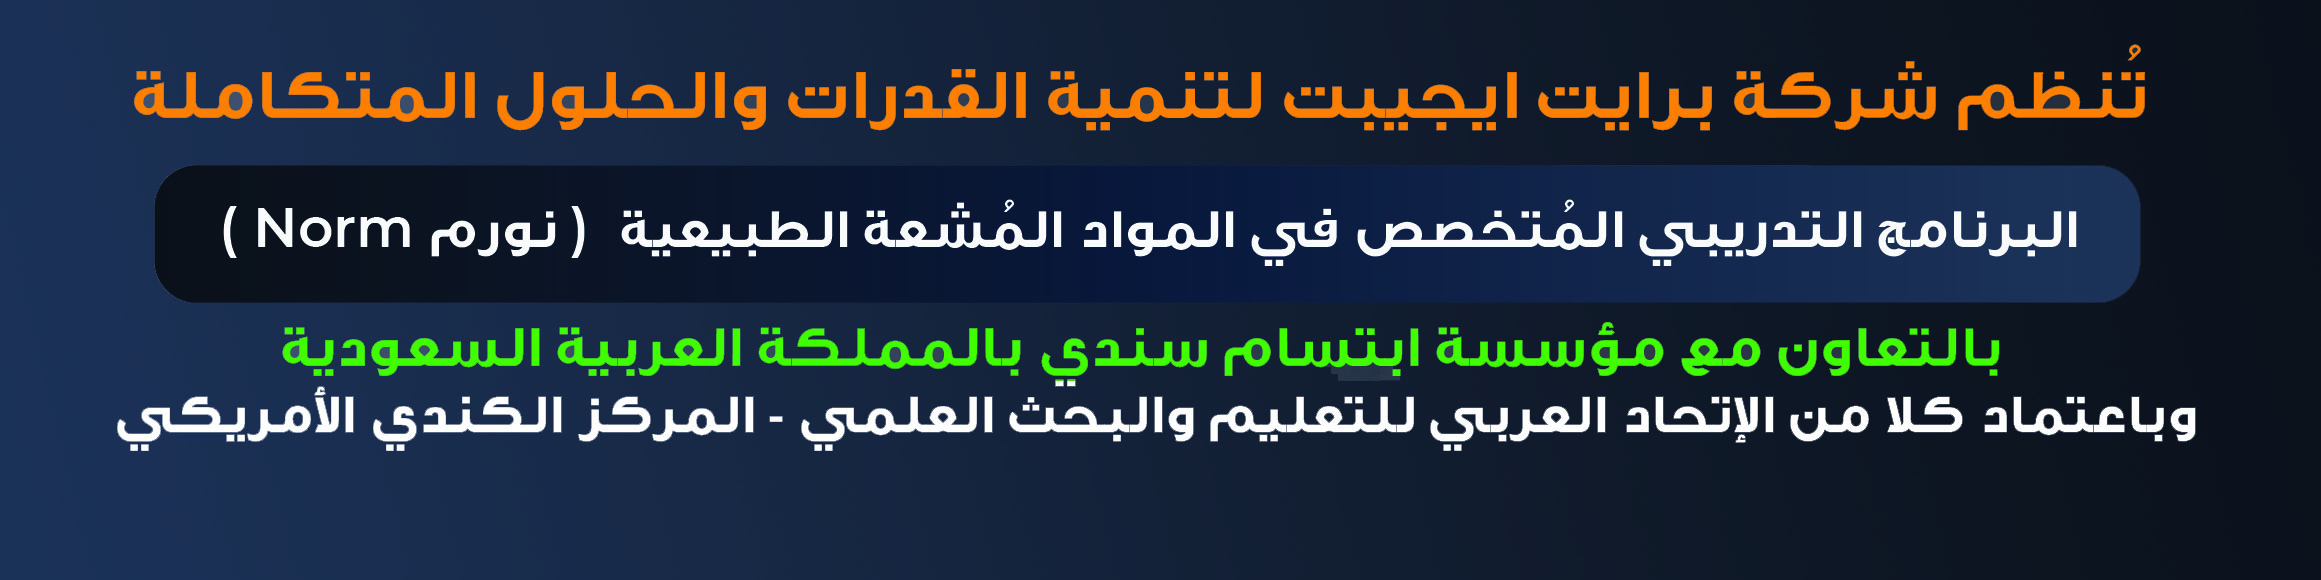 تُنظم شركة برايت ايجيبت لتنمية القدرات والحلول المتكاملة
البرنامج التدريبي المُتخصص في المواد المُشعة الطبيعية ( نورم Norm )
بالتعاون مع مؤسسة ابتسام سندي بالمملكة العربية السعودية
وباعتماد كلا من الإتحاد العربي للتعليم والبحث العلمي - المركز الكندي الأمريكي